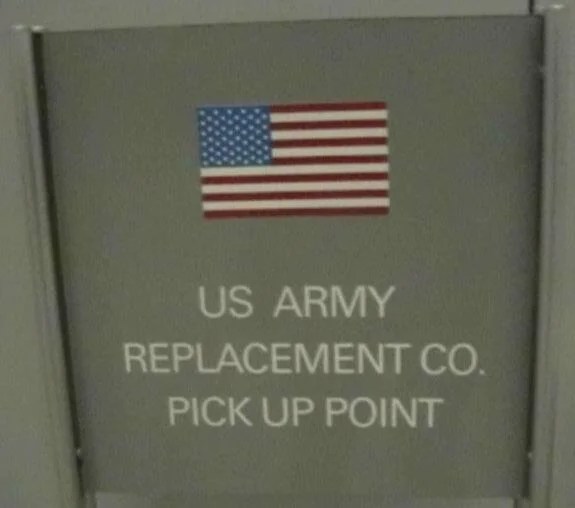 US ARMY
REPLACEMENT CO.
PICK UP POINT